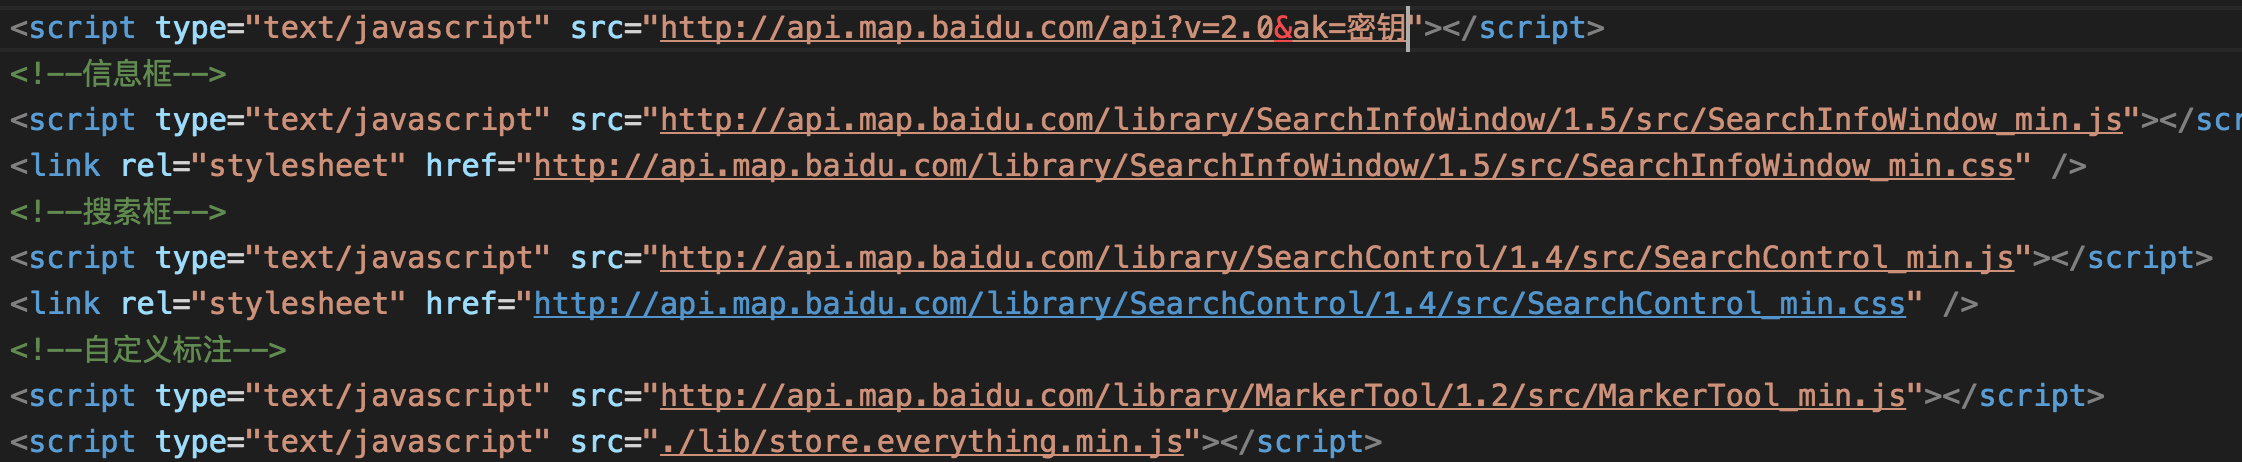 <script type="text/javascript" src="http://api.map.baidu.com/api?v=2.0&ak=密钥"></script>
<!--信息框-->
<script type="text/javascript" src="http://api.map.baidu.com/library/SearchInfoWindow/1.5/src/SearchInfoWindow_min.js"></scr
<link rel="stylesheet" href="http://api.map.baidu.com/library/SearchInfoWindow/1.5/src/SearchInfoWindow_min.css" />
<!--搜索框-->
<script type="text/javascript" src="http://api.map.baidu.com/library/SearchControl/1.4/src/SearchControl_min.js"></script>
<link rel="stylesheet" href="http://api.map.baidu.com/library/SearchControl/1.4/src/SearchControl_min.css" />
<!--自定义标注-->
<script type="text/javascript" src="http://api.map.baidu.com/library/MarkerTool/1.2/src/MarkerTool_min.js"></script>
<script type="text/javascript" src="./lib/store.everything.min.js"></script>